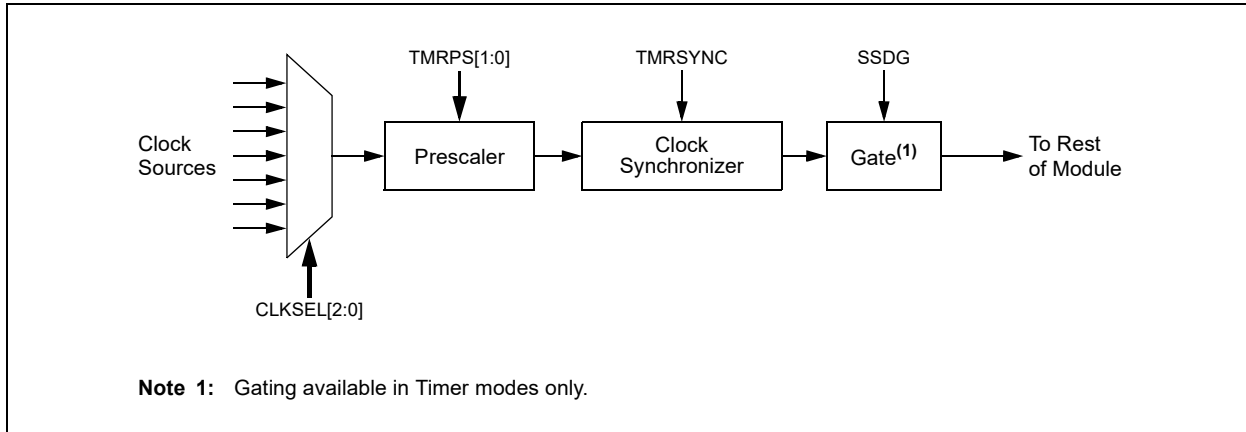 TMRPS[1:0]
TMRSYNC
SSDG
Clock
Sources
Prescaler
Clock
Synchronizer
Gate(1)
To Rest
of Module
CLKSEL[2:0]
Note 1: Gating available in Timer modes only.